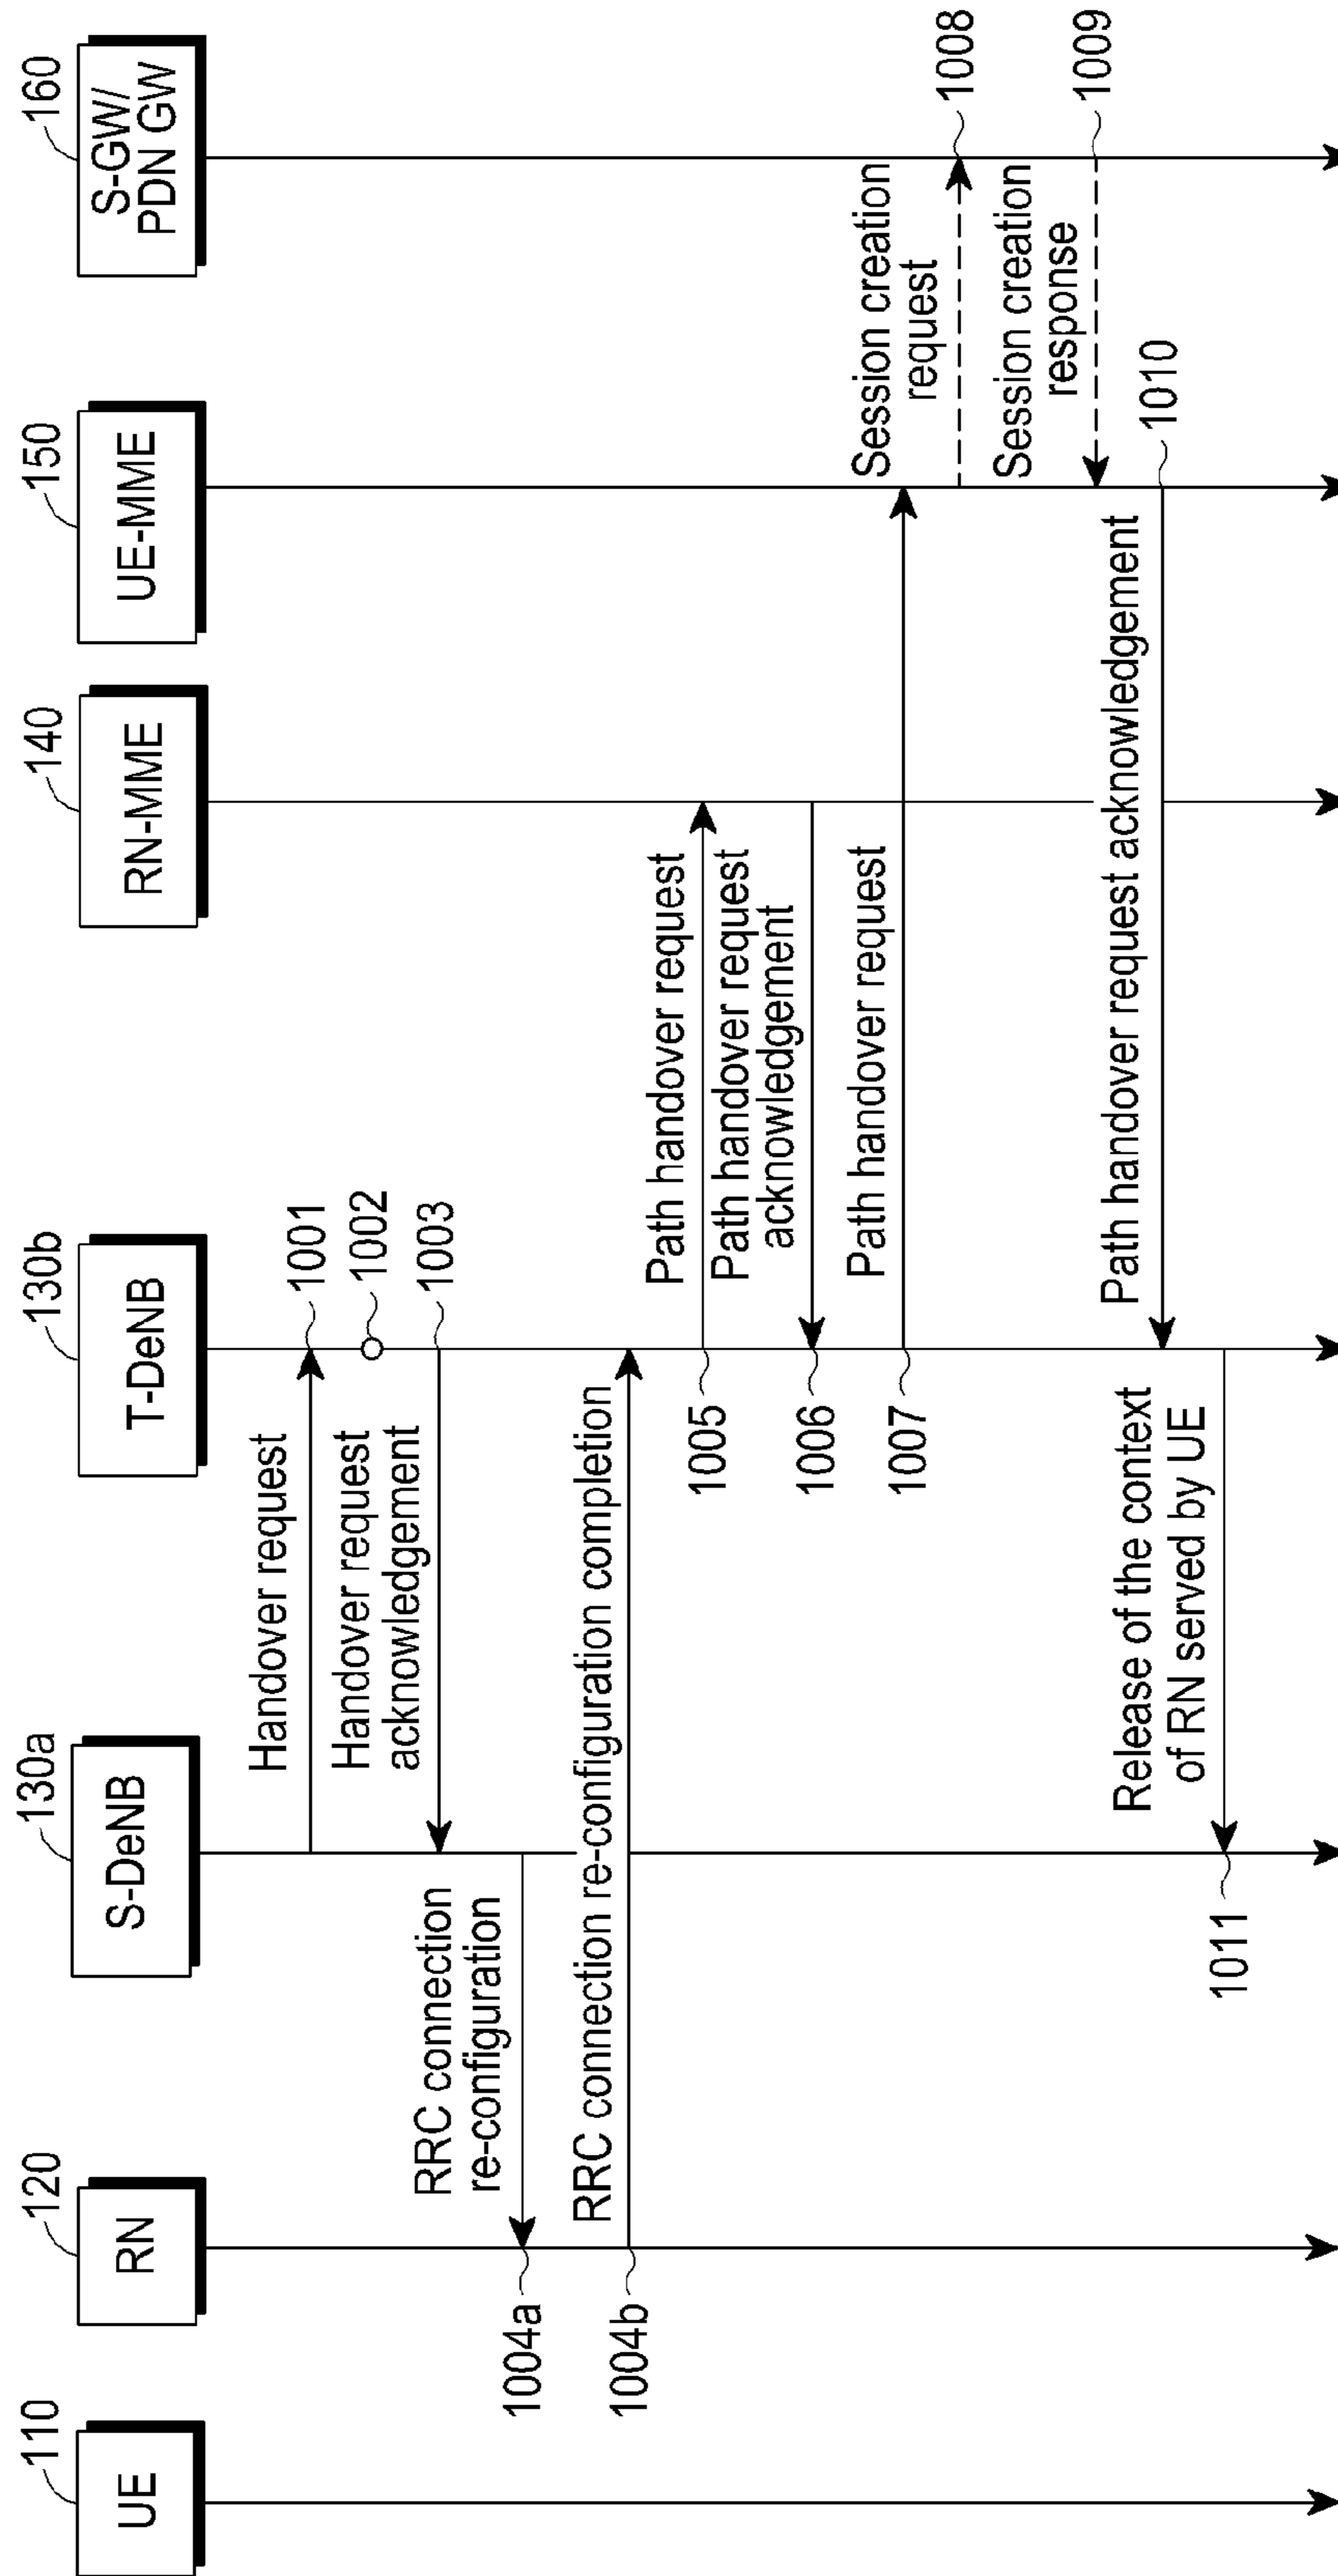 110
UE
120
RN
130a
S-DeNB
130b
T-DeNB
140
RN-MME
150
UE-MME
160
S-GW/
PDN GW
Handover request
1001
1002
Handover request
acknowledgement
1003
RRC connection
re-configuration
1004a
RRC connection re-configuration completion
1004b
Path handover request
1005
Path handover request
acknowledgement
1006
Path handover request
1007
Session creation
request
1008
Session creation
response
1009
Path handover request acknowledgement
1010
Release of the context
of RN served by UE
1011